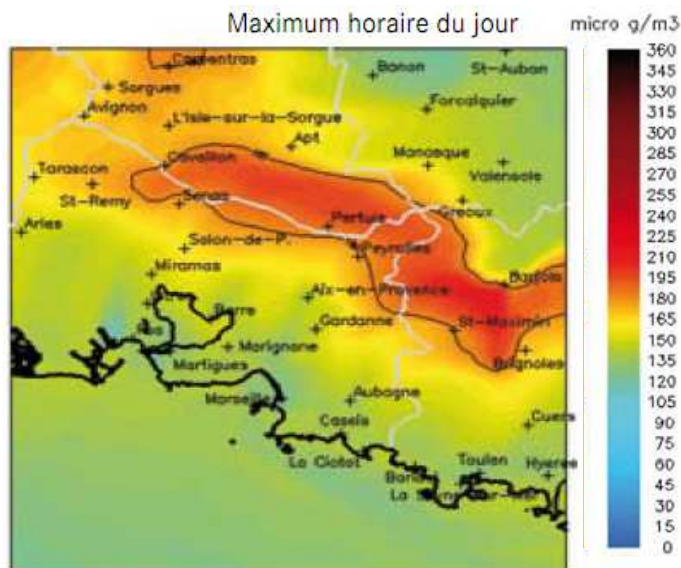 Maximum horaire du jour
micro g/m3
Carpentras
Banon
St-Auban
Sorgues
Avignon
Forcalquier
L'Isle-sur-la-Sorgue
Apt
Cavaillon
Manosque
Valensole
Tarascon
St-Remy
Senas
Greoux
Arles
Pertuis
Salon-de-P.
Peyrolles
Miramas
Barjols
Aix-en-Provence
Berre
Gardanne
St-Maximin
Marignane
Brignoles
Martigues
Marseille
Aubagne
Cassis
Cuers
La Ciotat
Toulon
Hyeres
360
345
330
315
300
285
270
255
240
225
210
195
180
165
150
135
120
105
90
75
60
45
30
15
0